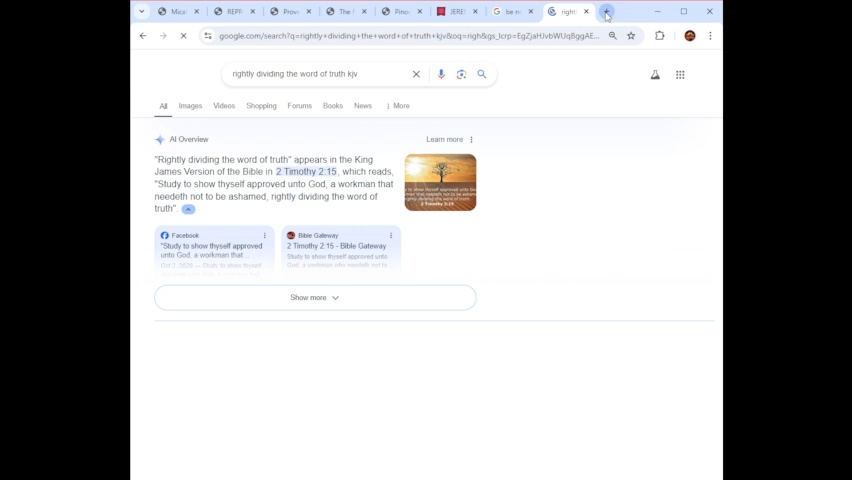 Mical
REPR
Prove
The f
Pinoc
JERE
be no
rightl
google.com/search?q=rightly+dividing+the+word+of+truth+kjv&oq=righ&gs_lcrp=EgZjaHJvbWUqBggAE...
rightly dividing the word of truth kjv
All Images Videos Shopping Forums Books News More
AI Overview
Learn more
"Rightly dividing the word of truth" appears in the King
James Version of the Bible in 2 Timothy 2:15, which reads,
"Study to show thyself approved unto God, a workman that
needeth not to be ashamed, rightly dividing the word of
truth".
Facebook
"Study to show thyself approved
unto God, a workman that...
Bible Gateway
2 Timothy 2:15 - Bible Gateway
Study to show thyself approved unto
God, a workman who needeth not to
2 Timothy 2:15
Show more